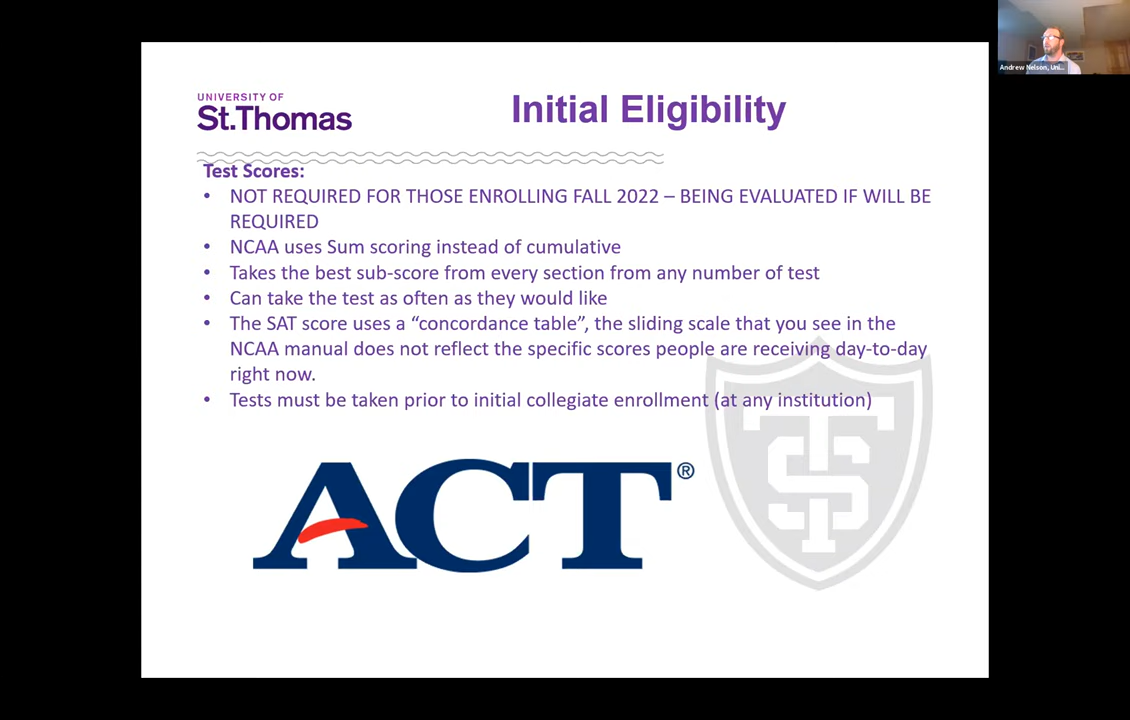 Andrew Nelson, Uni...
UNIVERSITY OF
St.Thomas
Initial Eligibility
Test Scores:
• NOT REQUIRED FOR THOSE ENROLLING FALL 2022 – BEING EVALUATED IF WILL BE
REQUIRED
• NCAA uses Sum scoring instead of cumulative
• Takes the best sub-score from every section from any number of test
• Can take the test as often as they would like
• The SAT score uses a “concordance table”, the sliding scale that you see in the
NCAA manual does not reflect the specific scores people are receiving day-to-day
right now.
• Tests must be taken prior to initial collegiate enrollment (at any institution)
ACT®
UST